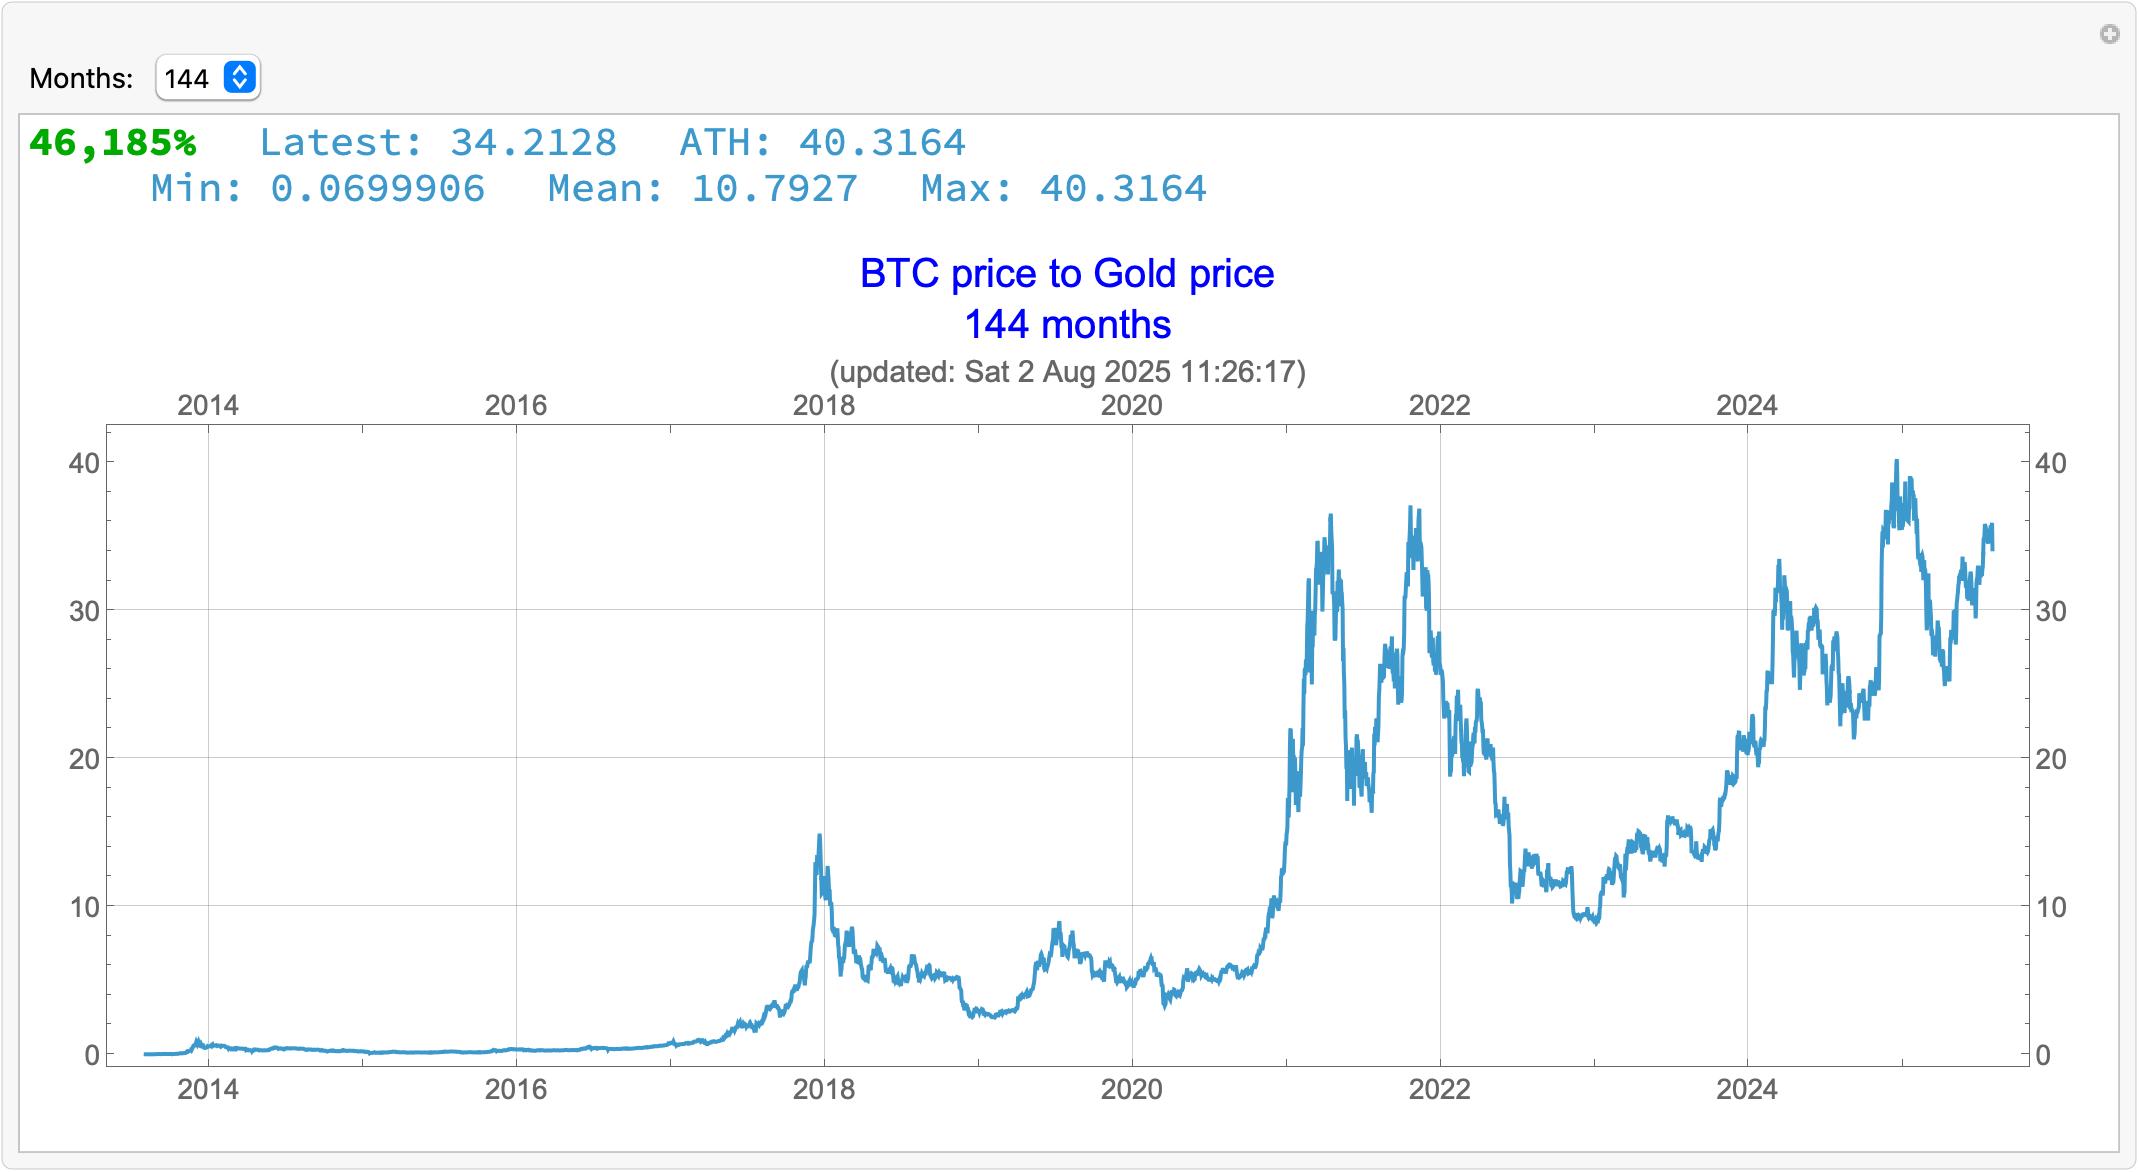 Months: 144
46,185% Latest: 34.2128 ATH: 40.3164
Min: 0.0699906 Mean: 10.7927 Max: 40.3164
BTC price to Gold price
144 months
(updated: Sat 2 Aug 2025 11:26:17)
2014 2016 2018 2020 2022 2024
40 40
30 30
20 20
10 10
0 0
2014 2016 2018 2020 2022 2024